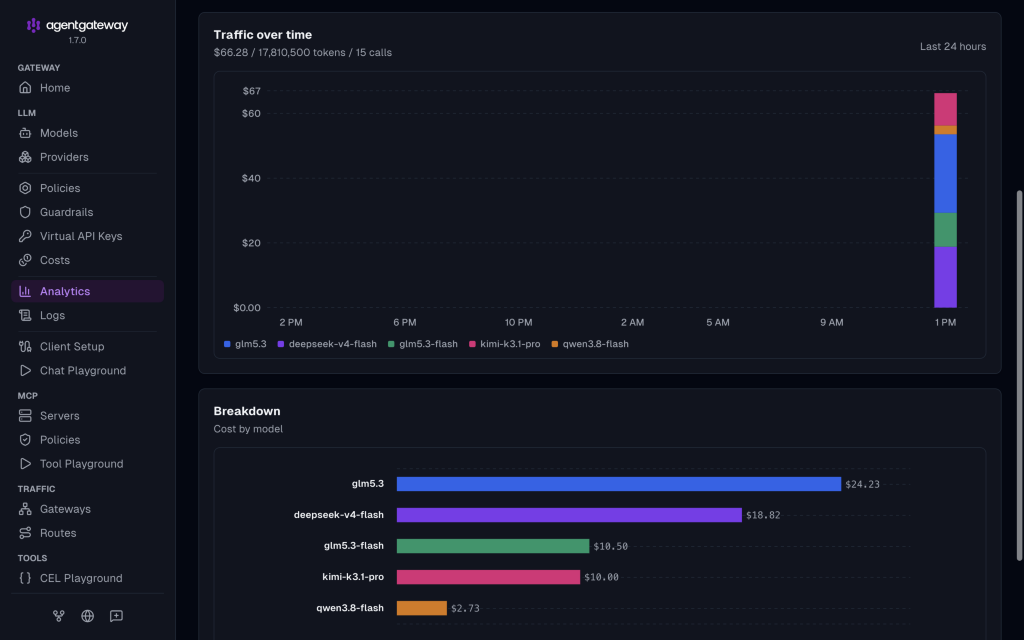 agentgateway
1.7.0
GATEWAY
Home
LLM
Models
Providers
Policies
Guardrails
Virtual API Keys
Costs
Analytics
Logs
Client Setup
Chat Playground
MCP
Servers
Policies
Tool Playground
TRAFFIC
Gateways
Routes
TOOLS
CEL Playground
Traffic over time
$66.28 / 17,810,500 tokens / 15 calls
Last 24 hours
$67
$60
$40
$20
$0.00
2 PM 6 PM 10 PM 2 AM 5 AM 9 AM 1 PM
glm5.3 deepseek-v4-flash glm5.3-flash kimi-k3.1-pro qwen3.8-flash
Breakdown
Cost by model
glm5.3 $24.23
deepseek-v4-flash $18.82
glm5.3-flash $10.50
kimi-k3.1-pro $10.00
qwen3.8-flash $2.73